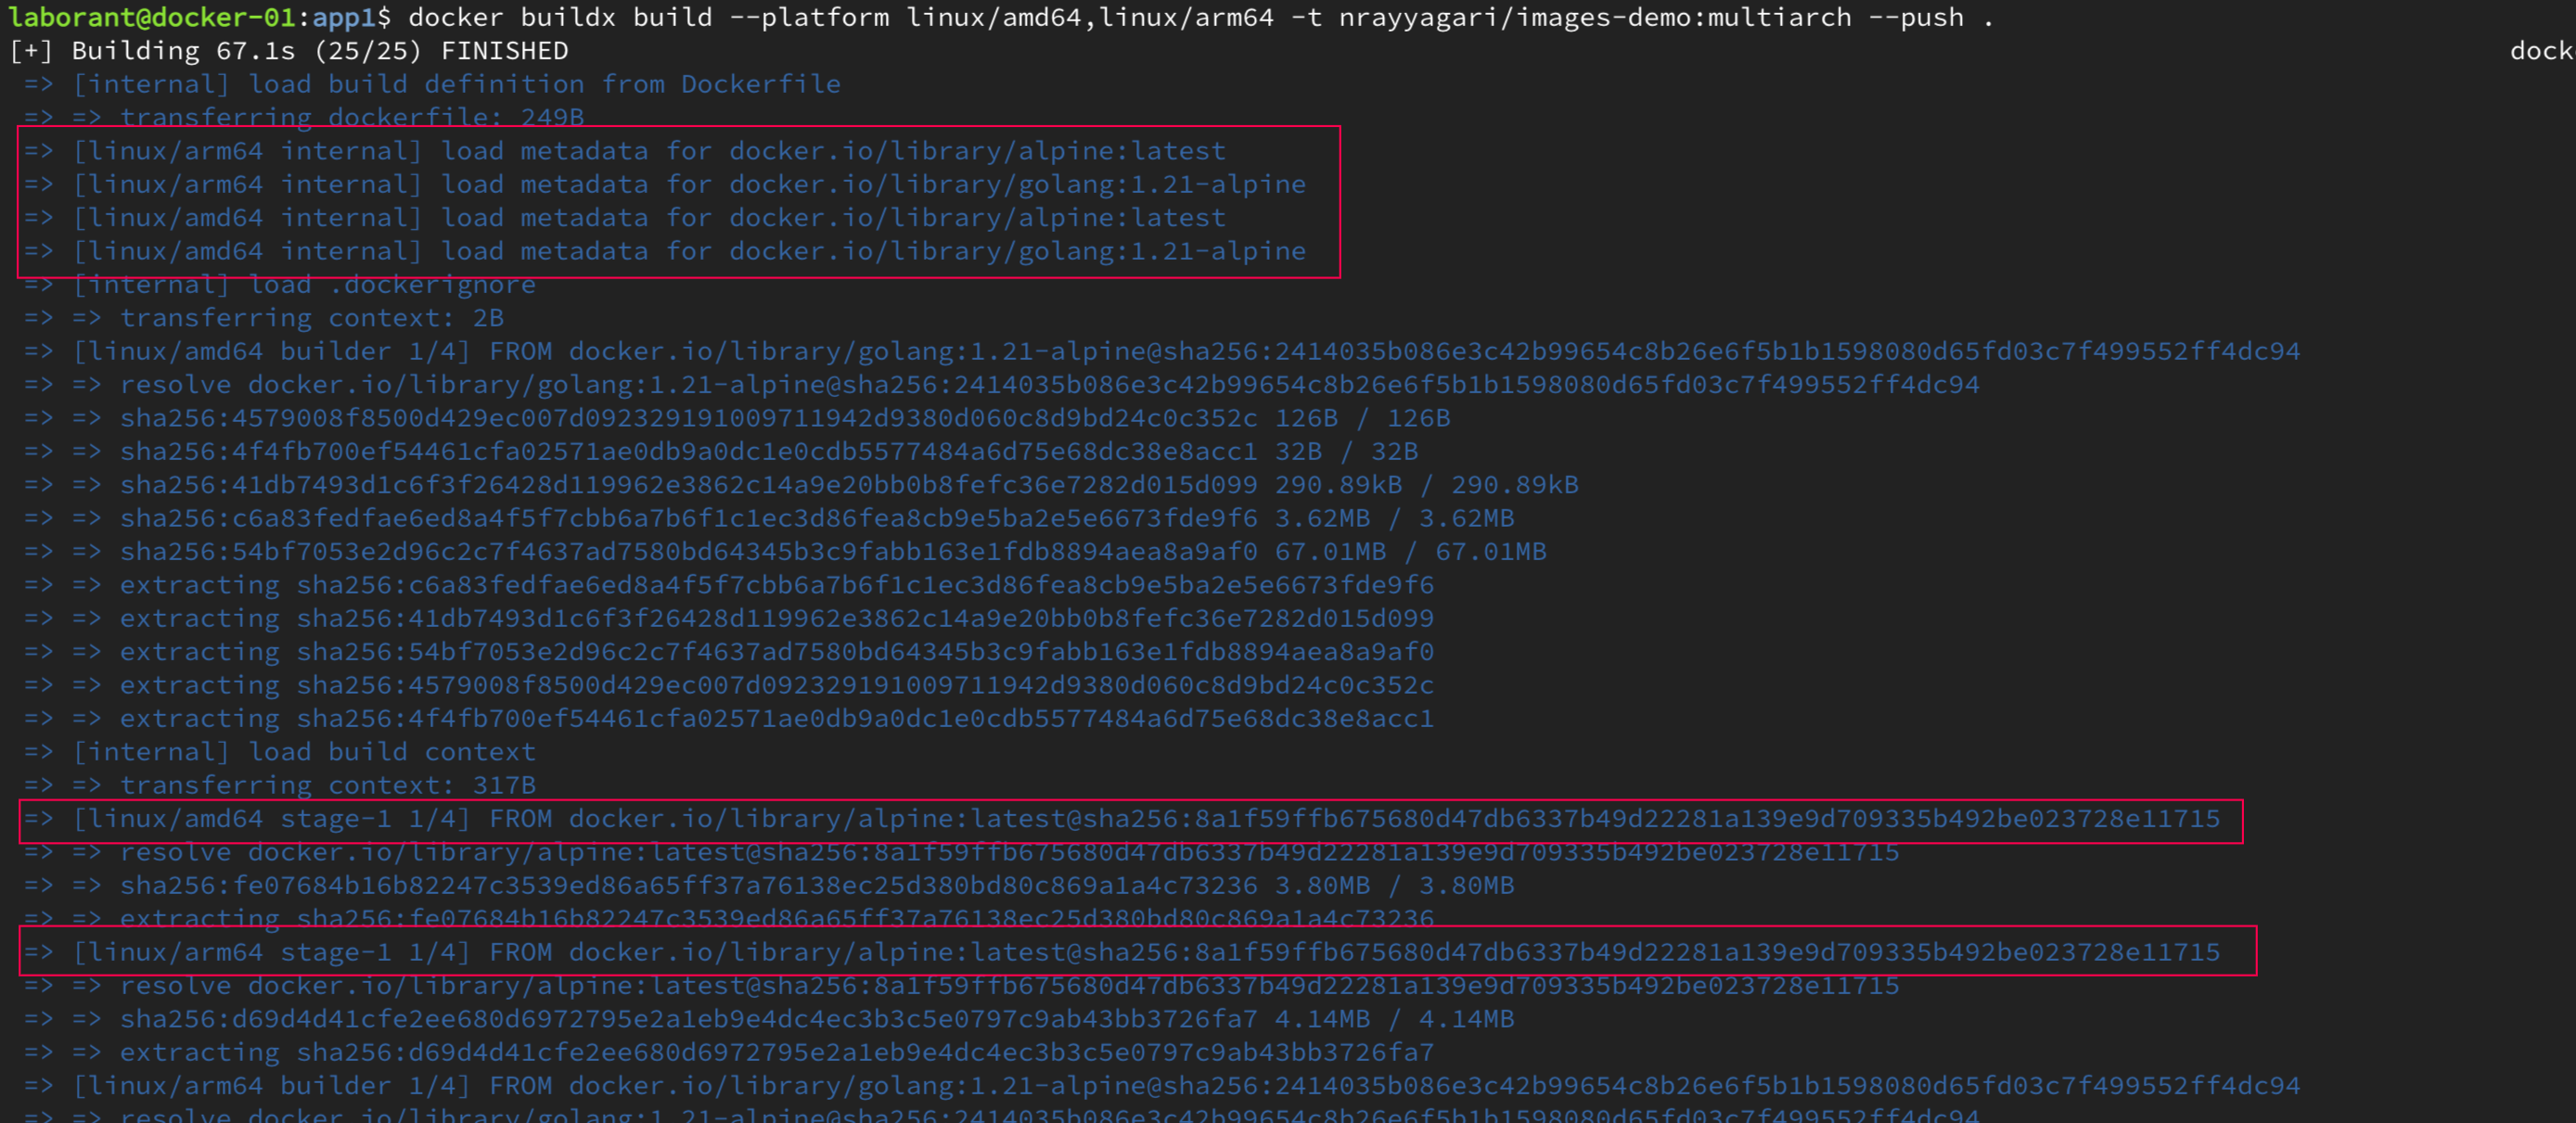 laborant@docker-01:app1$ docker buildx build --platform linux/amd64,linux/arm64 -t nrayyagari/images-demo:multiarch --push .
[+] Building 67.1s (25/25) FINISHED dock
=> [internal] load build definition from Dockerfile
=> => transferring dockerfile: 249B
=> [linux/arm64 internal] load metadata for docker.io/library/alpine:latest
=> [linux/arm64 internal] load metadata for docker.io/library/golang:1.21-alpine
=> [linux/amd64 internal] load metadata for docker.io/library/alpine:latest
=> [linux/amd64 internal] load metadata for docker.io/library/golang:1.21-alpine
=> [internal] load .dockerignore
=> => transferring context: 2B
=> [linux/amd64 builder 1/4] FROM docker.io/library/golang:1.21-alpine@sha256:2414035b086e3c42b99654c8b26e6f5b1b1598080d65fd03c7f499552ff4dc94
=> => resolve docker.io/library/golang:1.21-alpine@sha256:2414035b086e3c42b99654c8b26e6f5b1b1598080d65fd03c7f499552ff4dc94
=> => sha256:4579008f8500d429ec007d092329191009711942d9380d060c8d9bd24c0c352c 126B / 126B
=> => sha256:4f4fb700ef54461cfa02571ae0db9a0dc1e0cdb5577484a6d75e68dc38e8acc1 32B / 32B
=> => sha256:41db7493d1c6f3f26428d119962e3862c14a9e20bb0b8fefc36e7282d015d099 290.89kB / 290.89kB
=> => sha256:c6a83fedfae6ed8a4f5f7cbb6a7b6f1c1ec3d86fea8cb9e5ba2e5e6673fde9f6 3.62MB / 3.62MB
=> => sha256:54bf7053e2d96c2c7f4637ad7580bd64345b3c9fabb163e1fdb8894aea8a9af0 67.01MB / 67.01MB
=> => extracting sha256:c6a83fedfae6ed8a4f5f7cbb6a7b6f1c1ec3d86fea8cb9e5ba2e5e6673fde9f6
=> => extracting sha256:41db7493d1c6f3f26428d119962e3862c14a9e20bb0b8fefc36e7282d015d099
=> => extracting sha256:54bf7053e2d96c2c7f4637ad7580bd64345b3c9fabb163e1fdb8894aea8a9af0
=> => extracting sha256:4579008f8500d429ec007d092329191009711942d9380d060c8d9bd24c0c352c
=> => extracting sha256:4f4fb700ef54461cfa02571ae0db9a0dc1e0cdb5577484a6d75e68dc38e8acc1
=> [internal] load build context
=> => transferring context: 317B
=> [linux/amd64 stage-1 1/4] FROM docker.io/library/alpine:latest@sha256:8a1f59ffb675680d47db6337b49d22281a139e9d709335b492be023728e11715
=> => resolve docker.io/library/alpine:latest@sha256:8a1f59ffb675680d47db6337b49d22281a139e9d709335b492be023728e11715
=> => sha256:fe07684b16b82247c3539ed86a65ff37a76138ec25d380bd80c869a1a4c73236 3.80MB / 3.80MB
=> => extracting sha256:fe07684b16b82247c3539ed86a65ff37a76138ec25d380bd80c869a1a4c73236
=> [linux/arm64 stage-1 1/4] FROM docker.io/library/alpine:latest@sha256:8a1f59ffb675680d47db6337b49d22281a139e9d709335b492be023728e11715
=> => resolve docker.io/library/alpine:latest@sha256:8a1f59ffb675680d47db6337b49d22281a139e9d709335b492be023728e11715
=> => sha256:d69d4d41cfe2ee680d6972795e2a1eb9e4dc4ec3b3c5e0797c9ab43bb3726fa7 4.14MB / 4.14MB
=> => extracting sha256:d69d4d41cfe2ee680d6972795e2a1eb9e4dc4ec3b3c5e0797c9ab43bb3726fa7
=> [linux/arm64 builder 1/4] FROM docker.io/library/golang:1.21-alpine@sha256:2414035b086e3c42b99654c8b26e6f5b1b1598080d65fd03c7f499552ff4dc94
=> => resolve docker.io/library/golang:1.21-alpine@sha256:2414035b086e3c42b99654c8b26e6f5b1b1598080d65fd03c7f499552ff4dc94